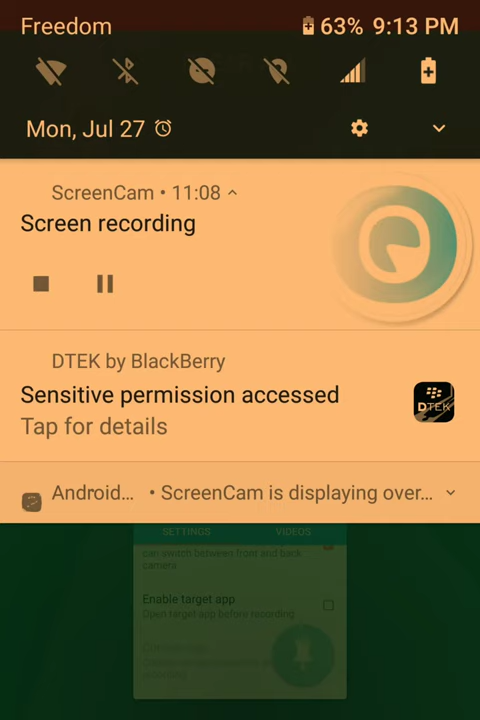 Freedom
63% 9:13 PM
Mon, Jul 27
ScreenCam • 11:08
Screen recording
DTEK by BlackBerry
Sensitive permission accessed
Tap for details
DTEK
Android... • ScreenCam is displaying over...
SETTINGS VIDEOS
can switch between front and back
camera
Enable target app
Open target app before recording
recording